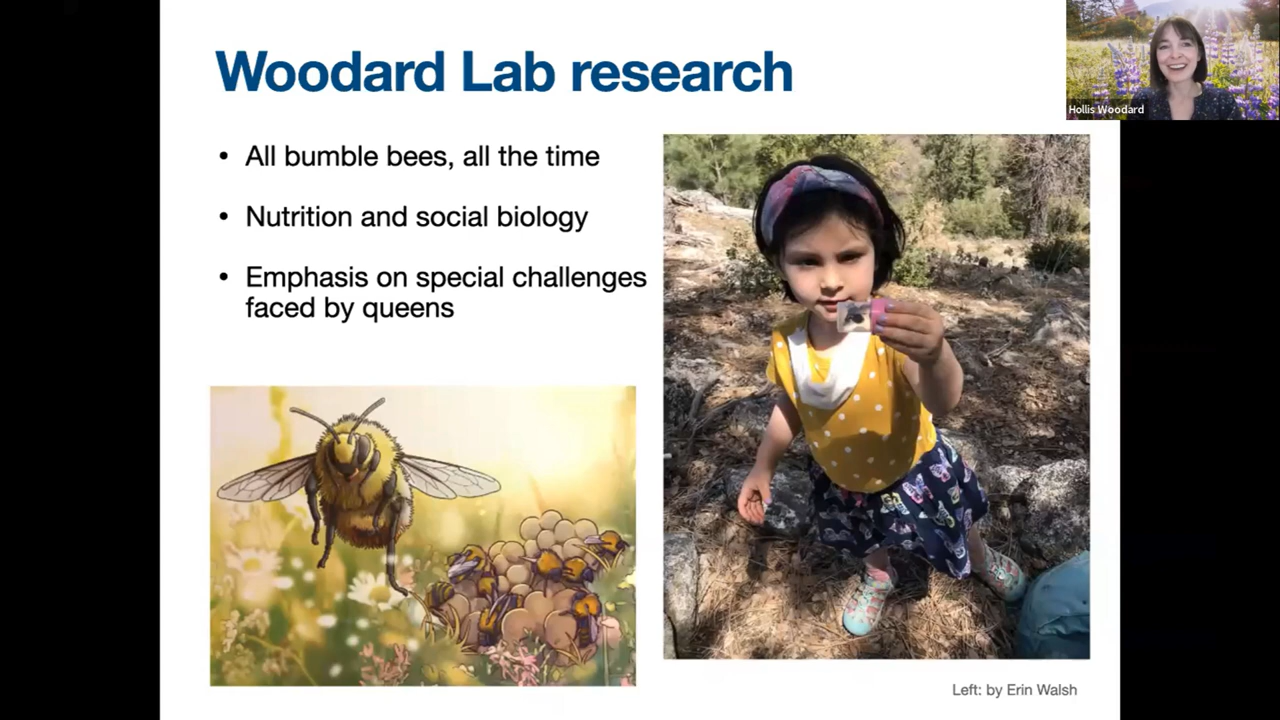 Woodard Lab research
Hollis Woodard
• All bumble bees, all the time
• Nutrition and social biology
• Emphasis on special challenges
faced by queens
Left: by Erin Walsh